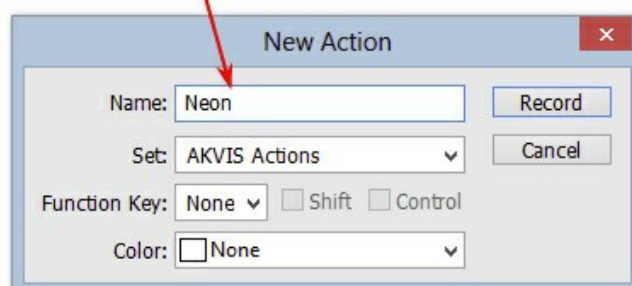 New Action
Name: Neon Record
Set: AKVIS Actions Cancel
Function Key: None Shift Control
Color: None